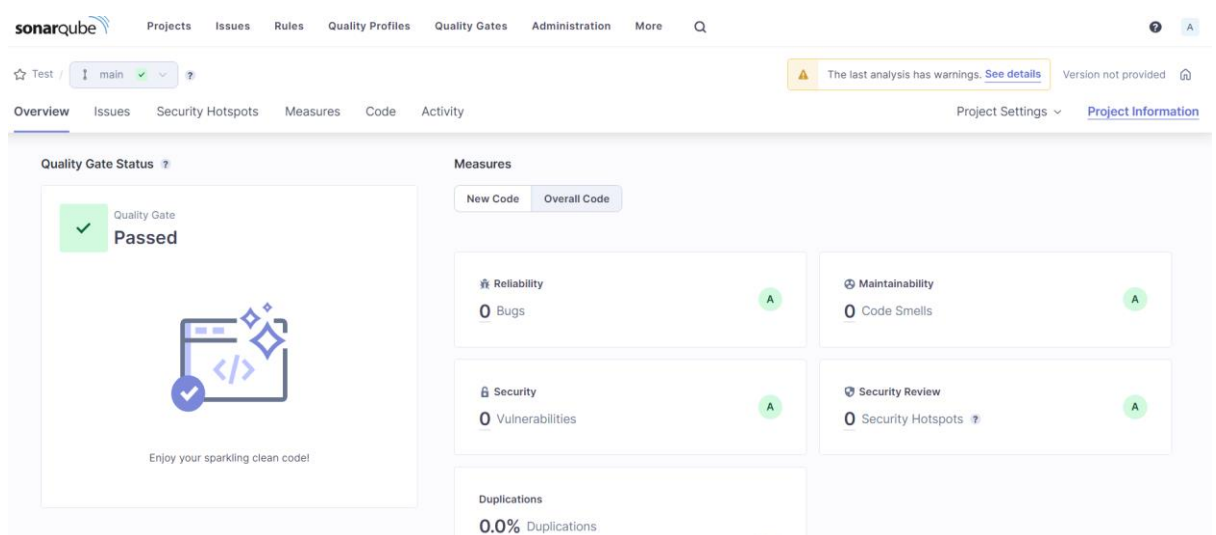 sonarqube Projects Issues Rules Quality Profiles Quality Gates Administration More ? A
Test / main ? The last analysis has warnings. See details Version not provided
Overview Issues Security Hotspots Measures Code Activity Project Settings Project Information
Quality Gate Status ?
Quality Gate
Passed
</>
Enjoy your sparkling clean code!
Measures
New Code Overall Code
Reliability
0 Bugs A
Maintainability
0 Code Smells A
Security
0 Vulnerabilities A
Security Review
0 Security Hotspots ? A
Duplications
0.0% Duplications